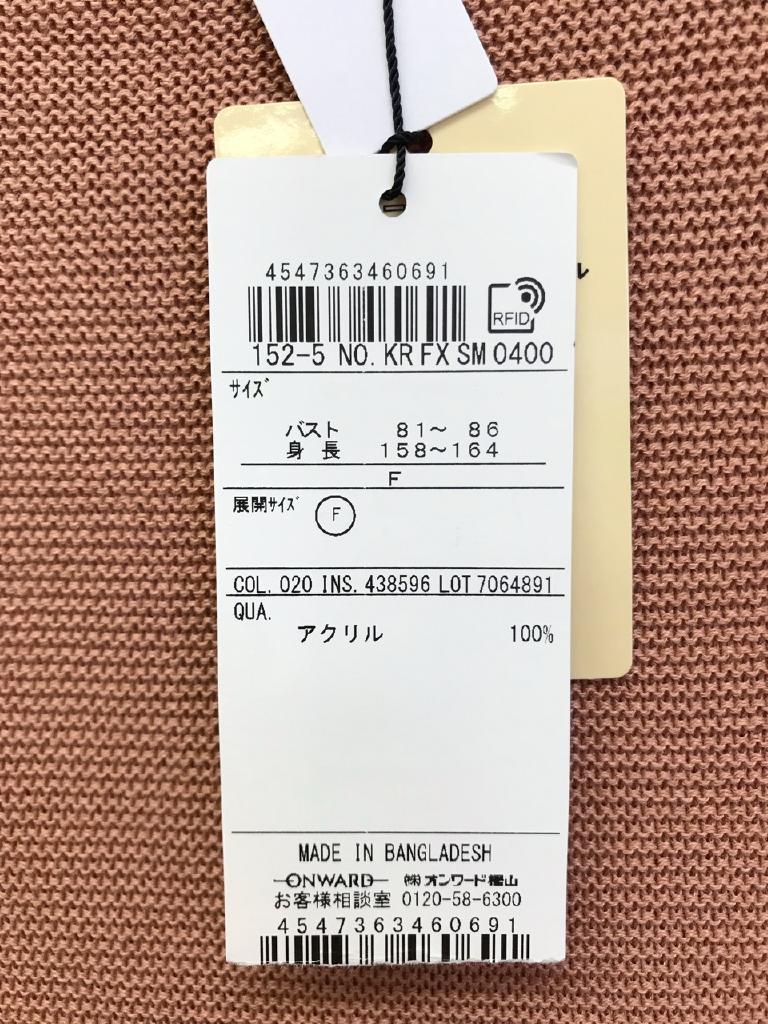 4547363460691
RFID
152-5 NO. KR FX SM 0400
サイズ
バスト 81~ 86
身長 158~164
F
展開サイズ F
COL. 020 INS. 438596 LOT 7064891
QUA.
アクリル 100%
MADE IN BANGLADESH
ONWARD ㈱オンワード樫山
お客様相談室 0120-58-6300
4547363460691
ル